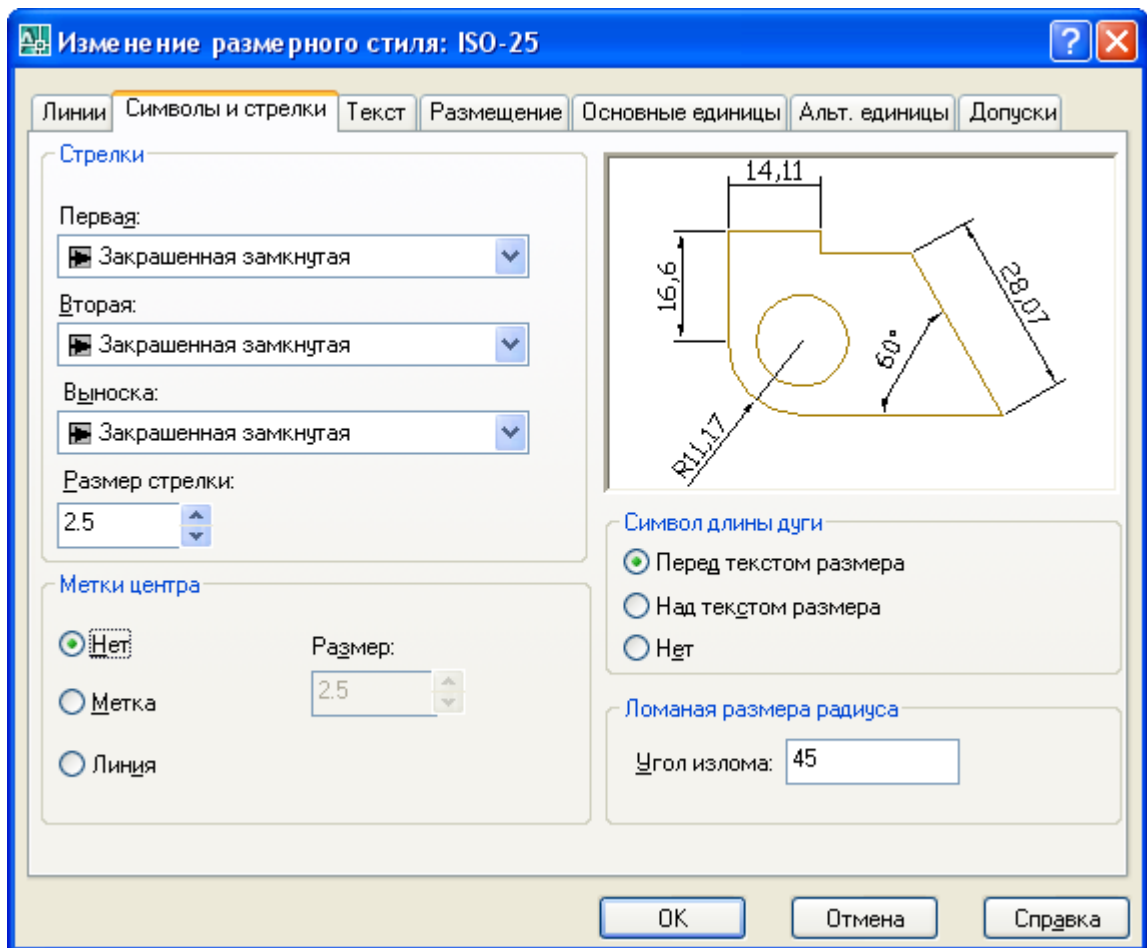 Изменение размерного стиля: ISO-25
Линии
Символы и стрелки
Текст
Размещение
Основные единицы
Альт. единицы
Допуски
Стрелки
Первая:
Закрашенная замкнутая
Вторая:
Закрашенная замкнутая
Выноска:
Закрашенная замкнутая
Размер стрелки:
2.5
14,11
16,6
28,07
60°
R11,17
Метки центра
Нет
Метка
Линия
Размер:
2.5
Символ длины дуги
Перед текстом размера
Над текстом размера
Нет
Ломаная размера радиуса
Угол излома: 45
OK
Отмена
Справка